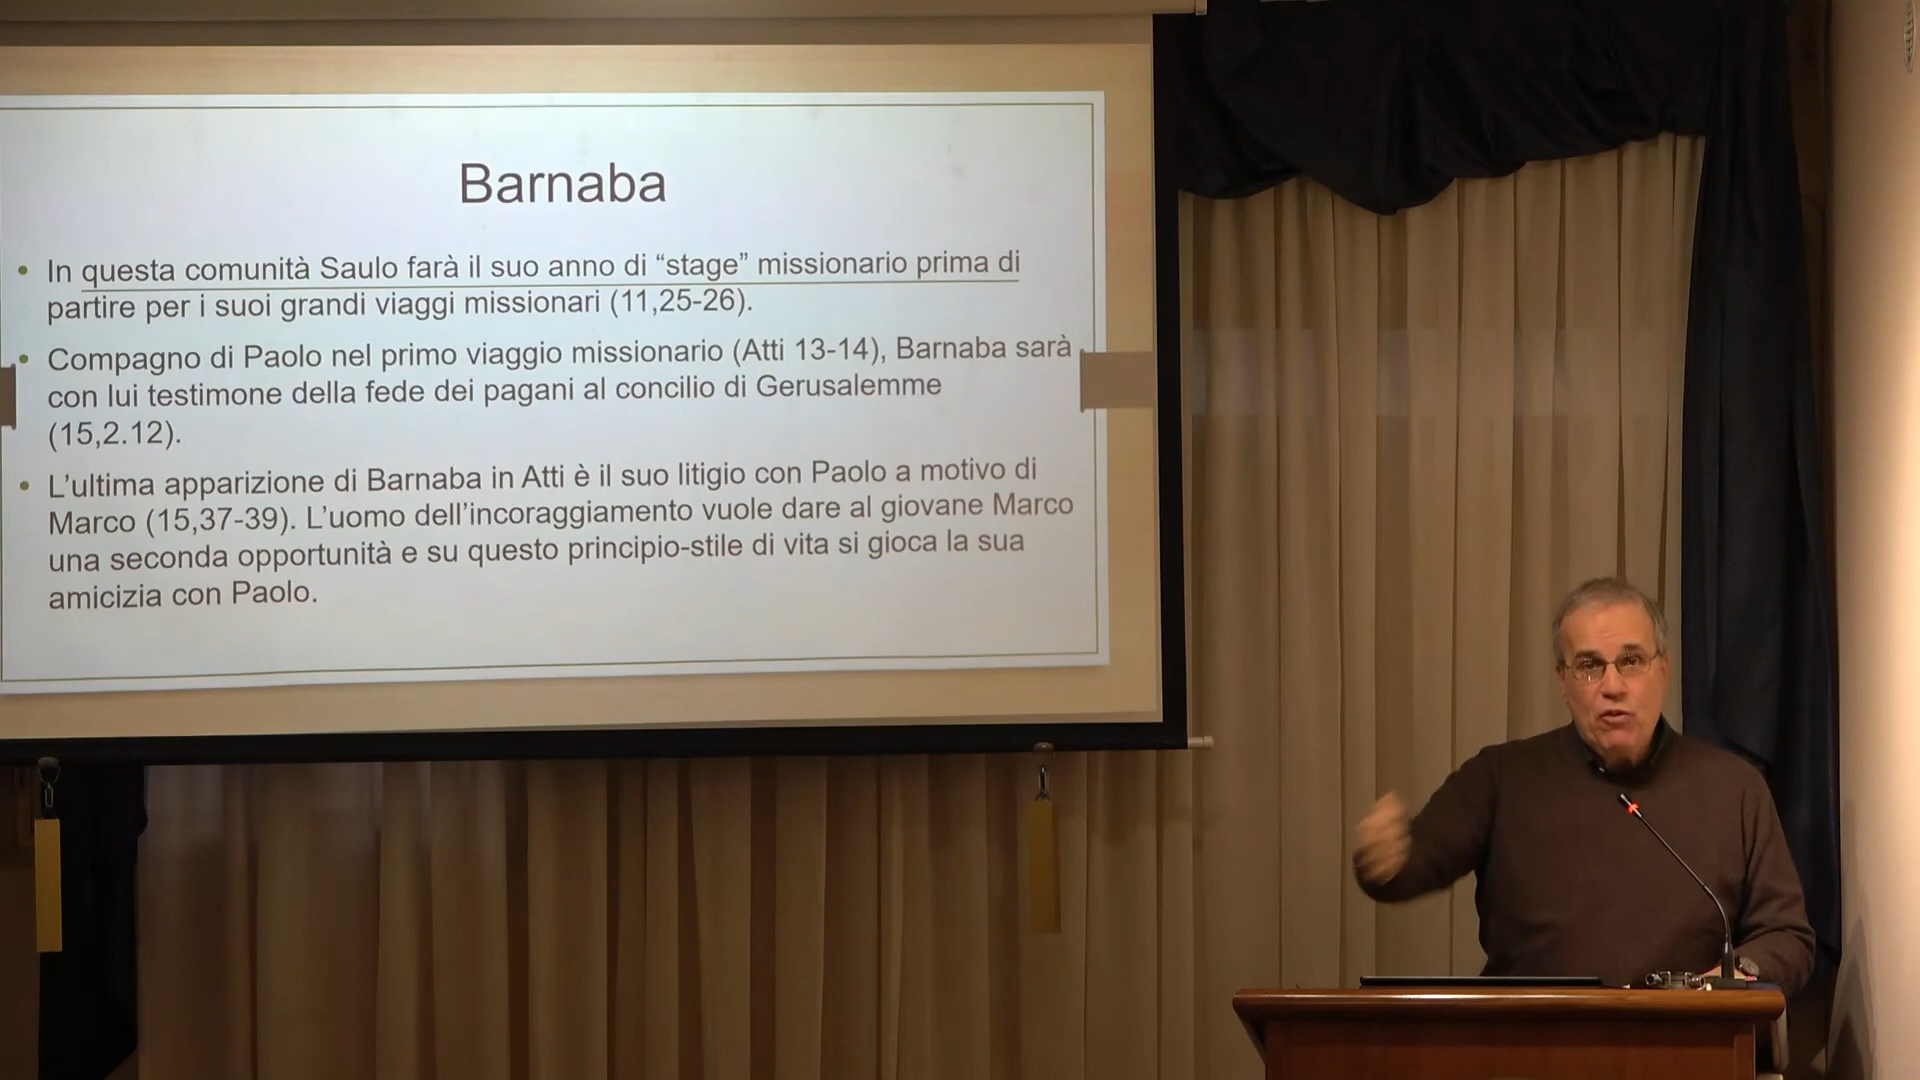 Barnaba
• In questa comunità Saulo farà il suo anno di “stage” missionario prima di
partire per i suoi grandi viaggi missionari (11,25-26).
• Compagno di Paolo nel primo viaggio missionario (Atti 13-14), Barnaba sarà
con lui testimone della fede dei pagani al concilio di Gerusalemme
(15,2.12).
• L’ultima apparizione di Barnaba in Atti è il suo litigio con Paolo a motivo di
Marco (15,37-39). L’uomo dell’incoraggiamento vuole dare al giovane Marco
una seconda opportunità e su questo principio-stile di vita si gioca la sua
amicizia con Paolo.